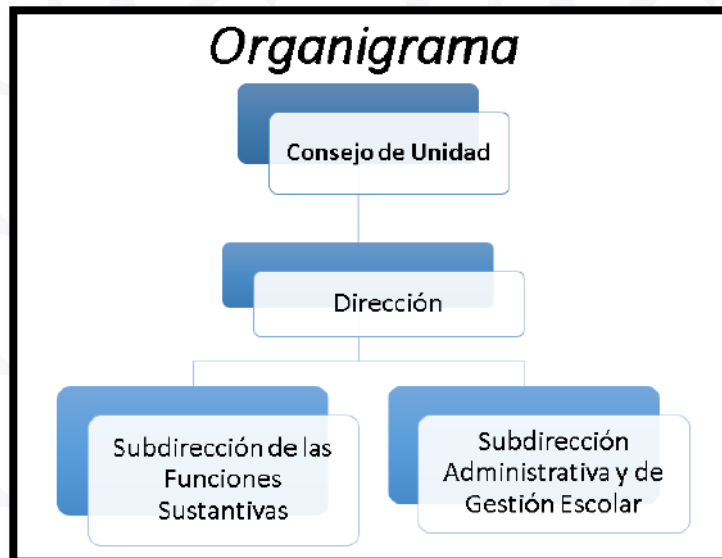 Organigrama
Consejo de Unidad
Dirección
Subdirección de las
Funciones
Sustantivas
Subdirección
Administrativa y de
Gestión Escolar